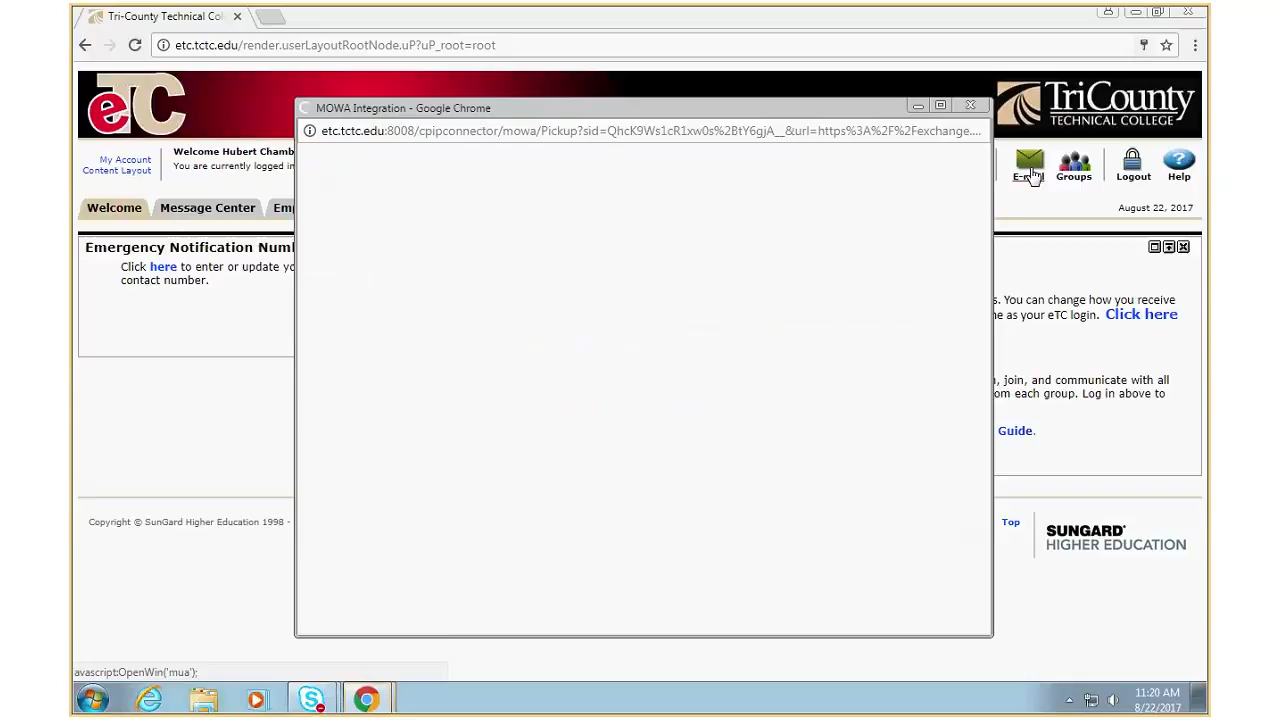 Tri-County Technical Col
etc.tctc.edu/render.userLayoutRootNode.uP?uP_root=root
eTC
TriCounty
TECHNICAL COLLEGE
MOWA Integration - Google Chrome
etc.tctc.edu:8008/cpipconnector/mowa/Pickup?sid=QhcK9Ws1cR1xw0s%2BtY6gjA__&url=https%3A%2F%2Fexchange....
My Account
Content Layout
Welcome Hubert Chamb
You are currently logged in
Groups
Logout
Help
Welcome
Message Center
August 22, 2017
Emergency Notification
Click here to enter or update
contact number.
s. You can change how you receive
me as your eTC login. Click here
, join, and communicate with all
om each group. Log in above to
Guide.
Copyright © SunGard Higher Education 1998 -
Top
SUNGARD®
HIGHER EDUCATION
avascript:OpenWin('mua');
11:20 AM
8/22/2017